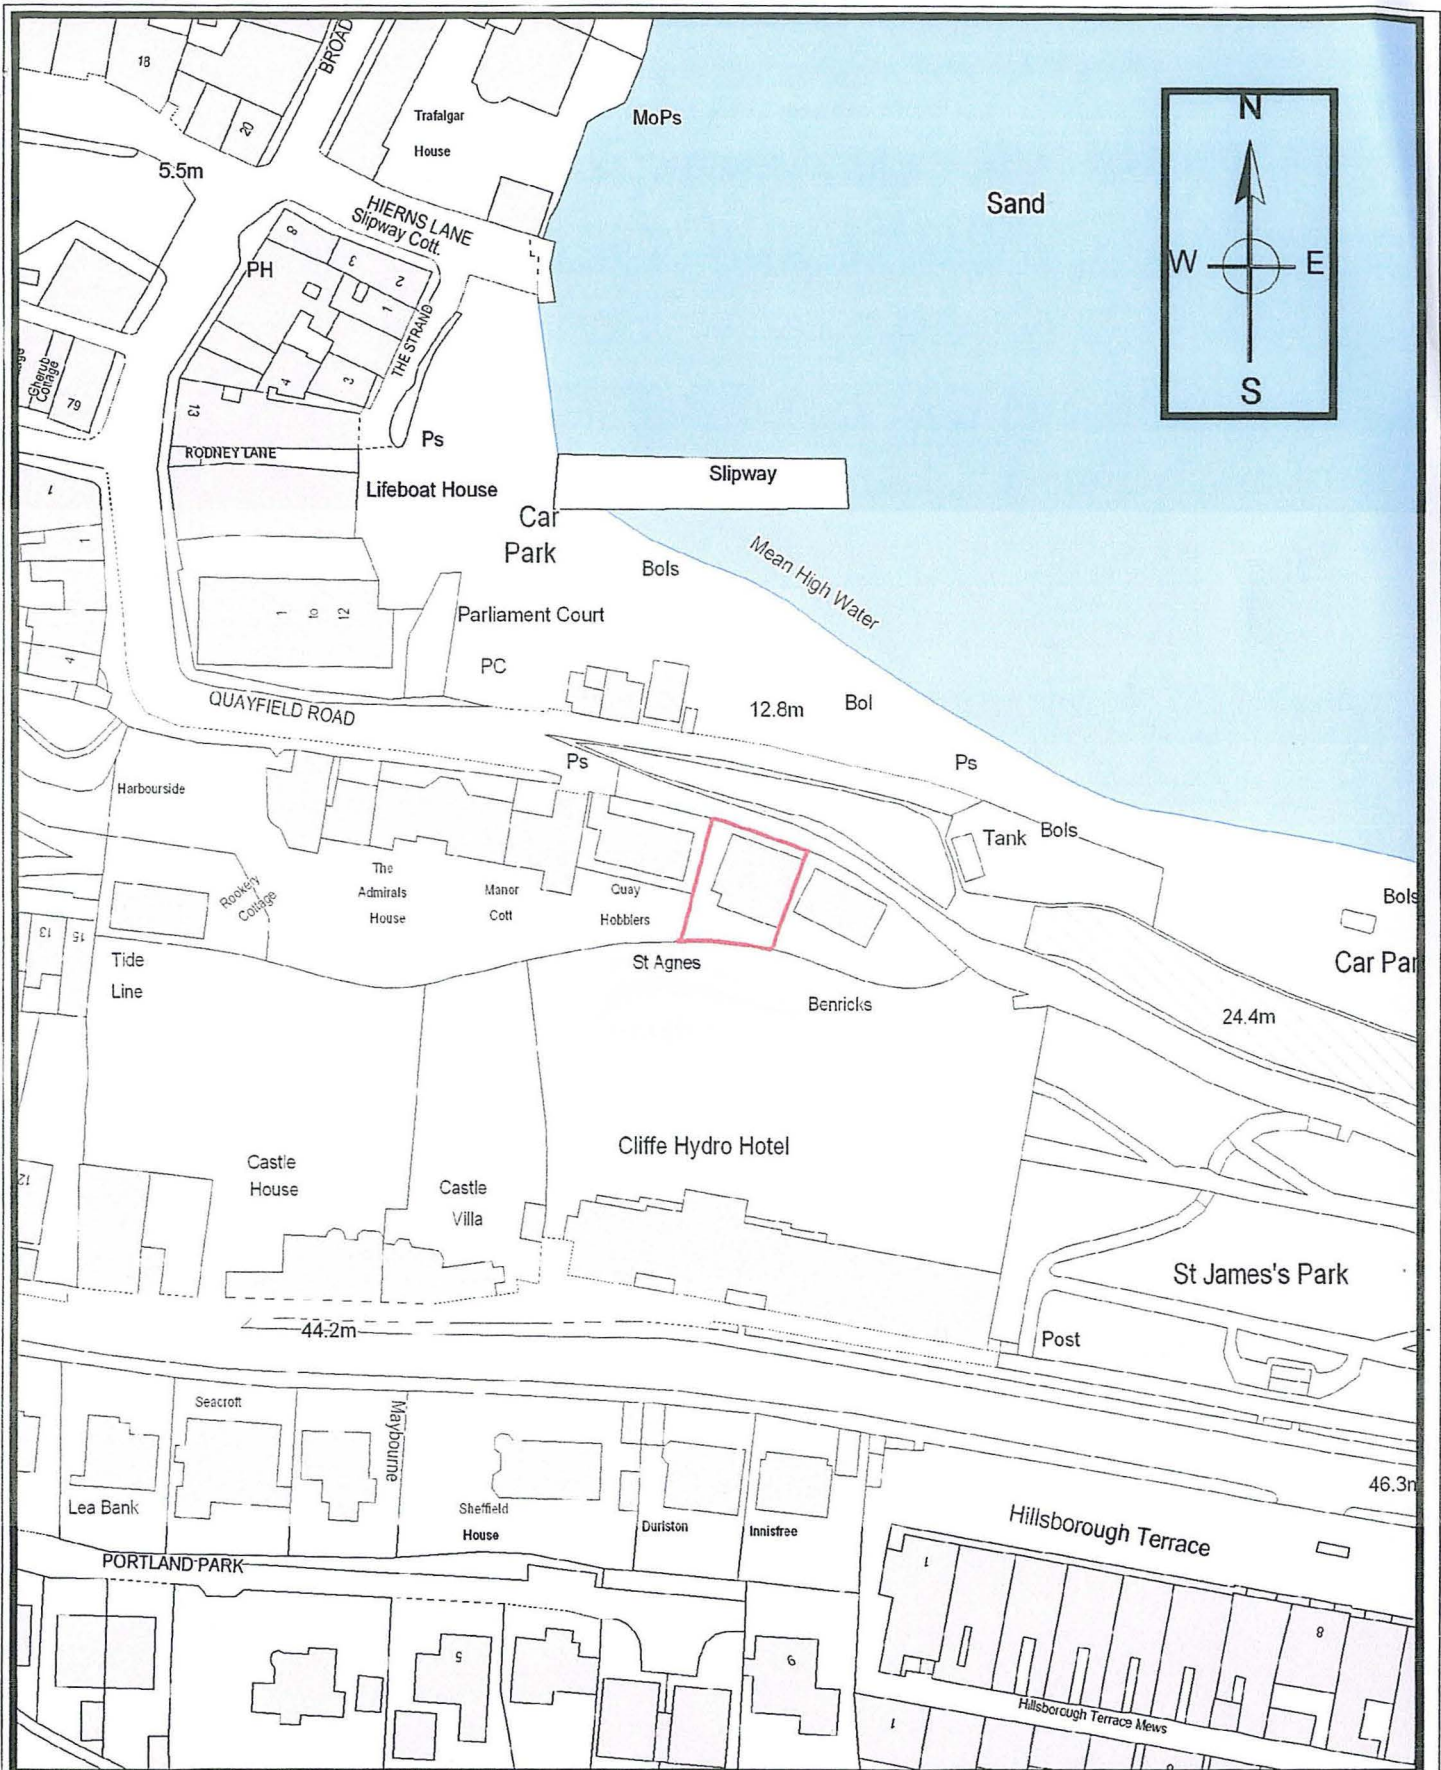 BROAD
18
20
Trafalgar
House
MoPs
N
W E
S
Sand
5.5m
HIERNS LANE
Slipway Cott.
8
3
2
PH
1
THE STRAND
4
3
Cherub
Cottage
79
13
RODNEY LANE
Ps
Lifeboat House
Slipway
1
Car
Park
1
Bols
Mean High Water
1 to 12
Parliament Court
4
PC
QUAYFIELD ROAD
12.8m
Bol
Ps
Ps
Harbourside
Tank
Bols
The
Admirals
House
Rookery
Cottage
Manor
Cott
Quay
Hobblers
Bols
13
15
Tide
Line
St Agnes
Car Par
Benricks
24.4m
Cliffe Hydro Hotel
Castle
House
12
Castle
Villa
St James's Park
44.2m
Post
Seacroft
Maybourne
46.3m
Lea Bank
Sheffield
House
Durlston
Innisfree
Hillsborough Terrace
PORTLAND PARK
1
8
5
9
Hillsborough Terrace Mews
1